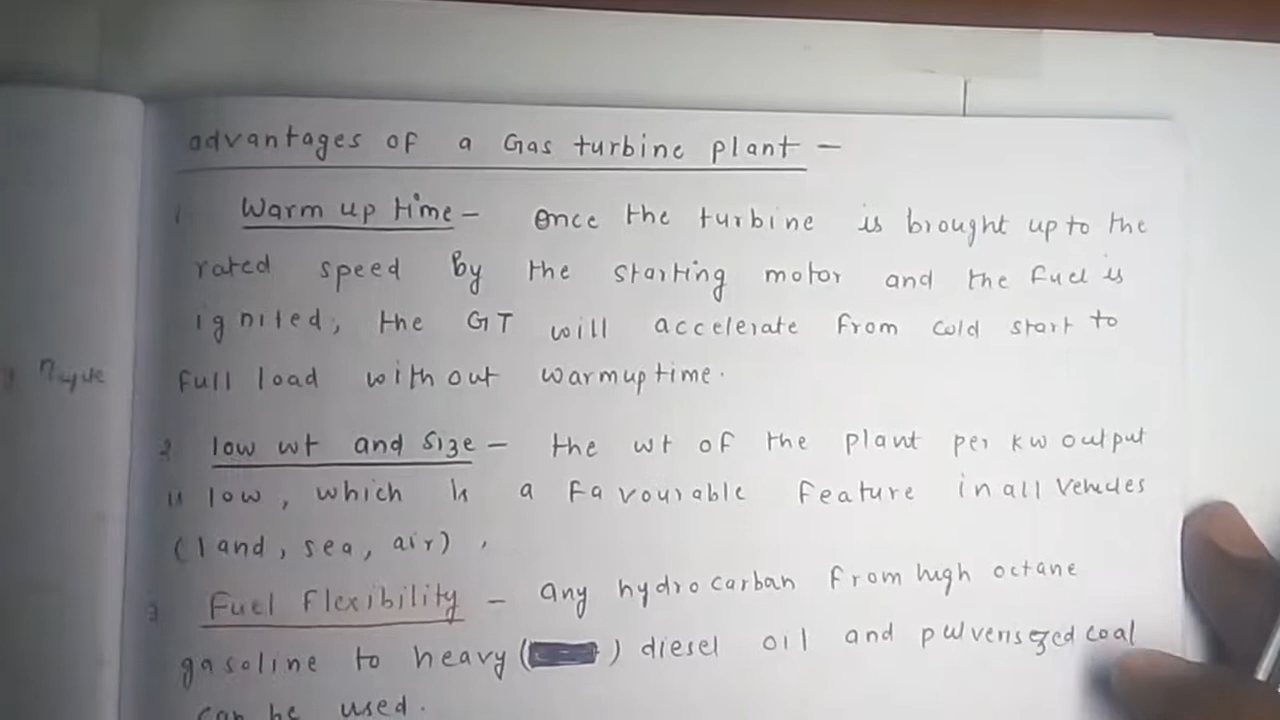 advantages of a Gas turbine plant -
1. Warm up time - Once the turbine is brought up to the
rated speed by the starting motor and the fuel is
ignited, the GT will accelerate from cold start to
full load without warmup time.
2. low wt and size - the wt of the plant per kw output
is low, which is a favourable feature in all vehicles
(land, sea, air),
3 Fuel Flexibility - any hydrocarban from high octane
gasoline to heavy ( ) diesel oil and pulverised coal
can be used.